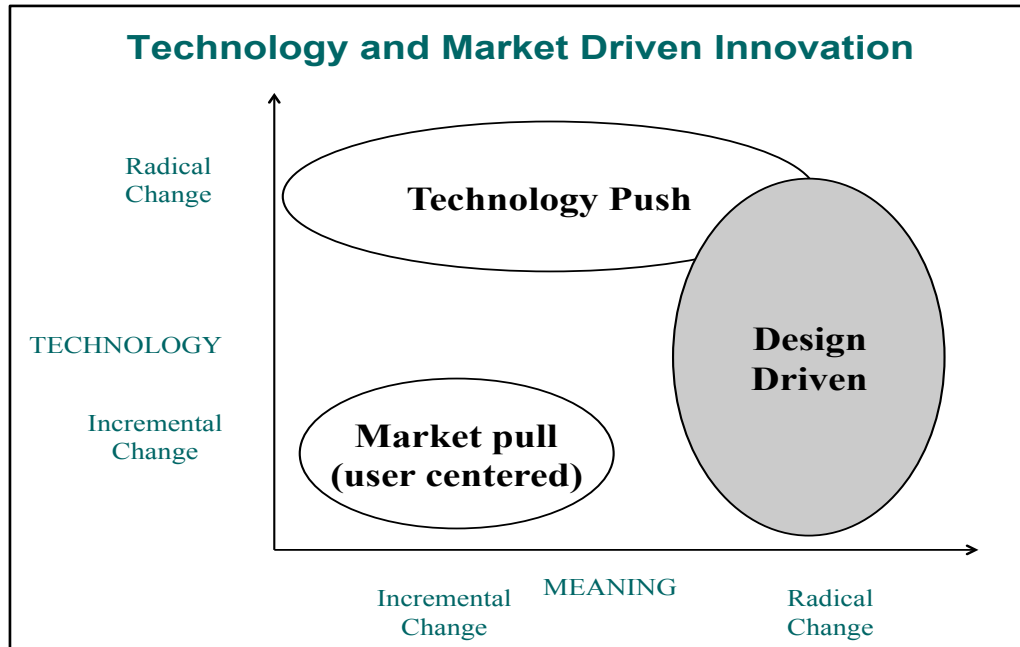 Technology and Market Driven Innovation
Radical
Change
Technology Push
TECHNOLOGY
Design
Driven
Incremental
Change
Market pull
(user centered)
Incremental
Change
MEANING
Radical
Change